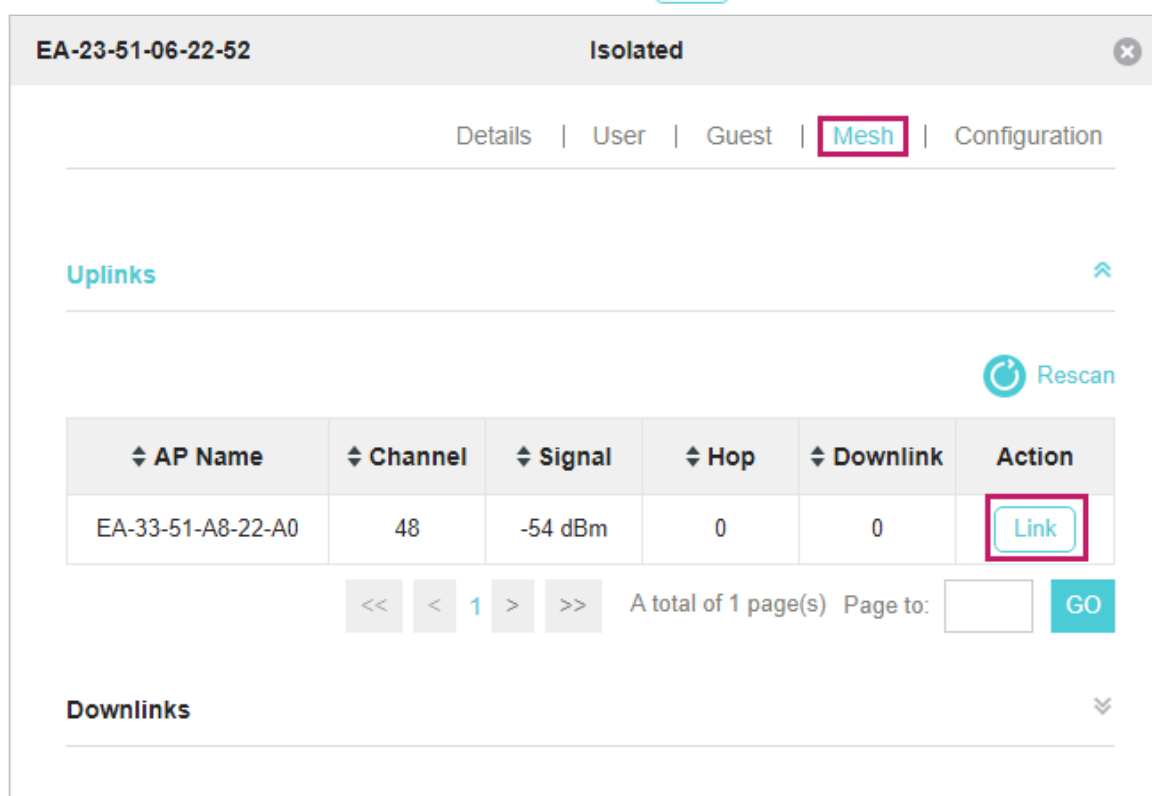 EA-23-51-06-22-52 Isolated
Details | User | Guest | Mesh | Configuration
Uplinks
Rescan
AP Name Channel Signal Hop Downlink Action
EA-33-51-A8-22-A0 48 -54 dBm 0 0 Link
<< < 1 > >> A total of 1 page(s) Page to: GO
Downlinks